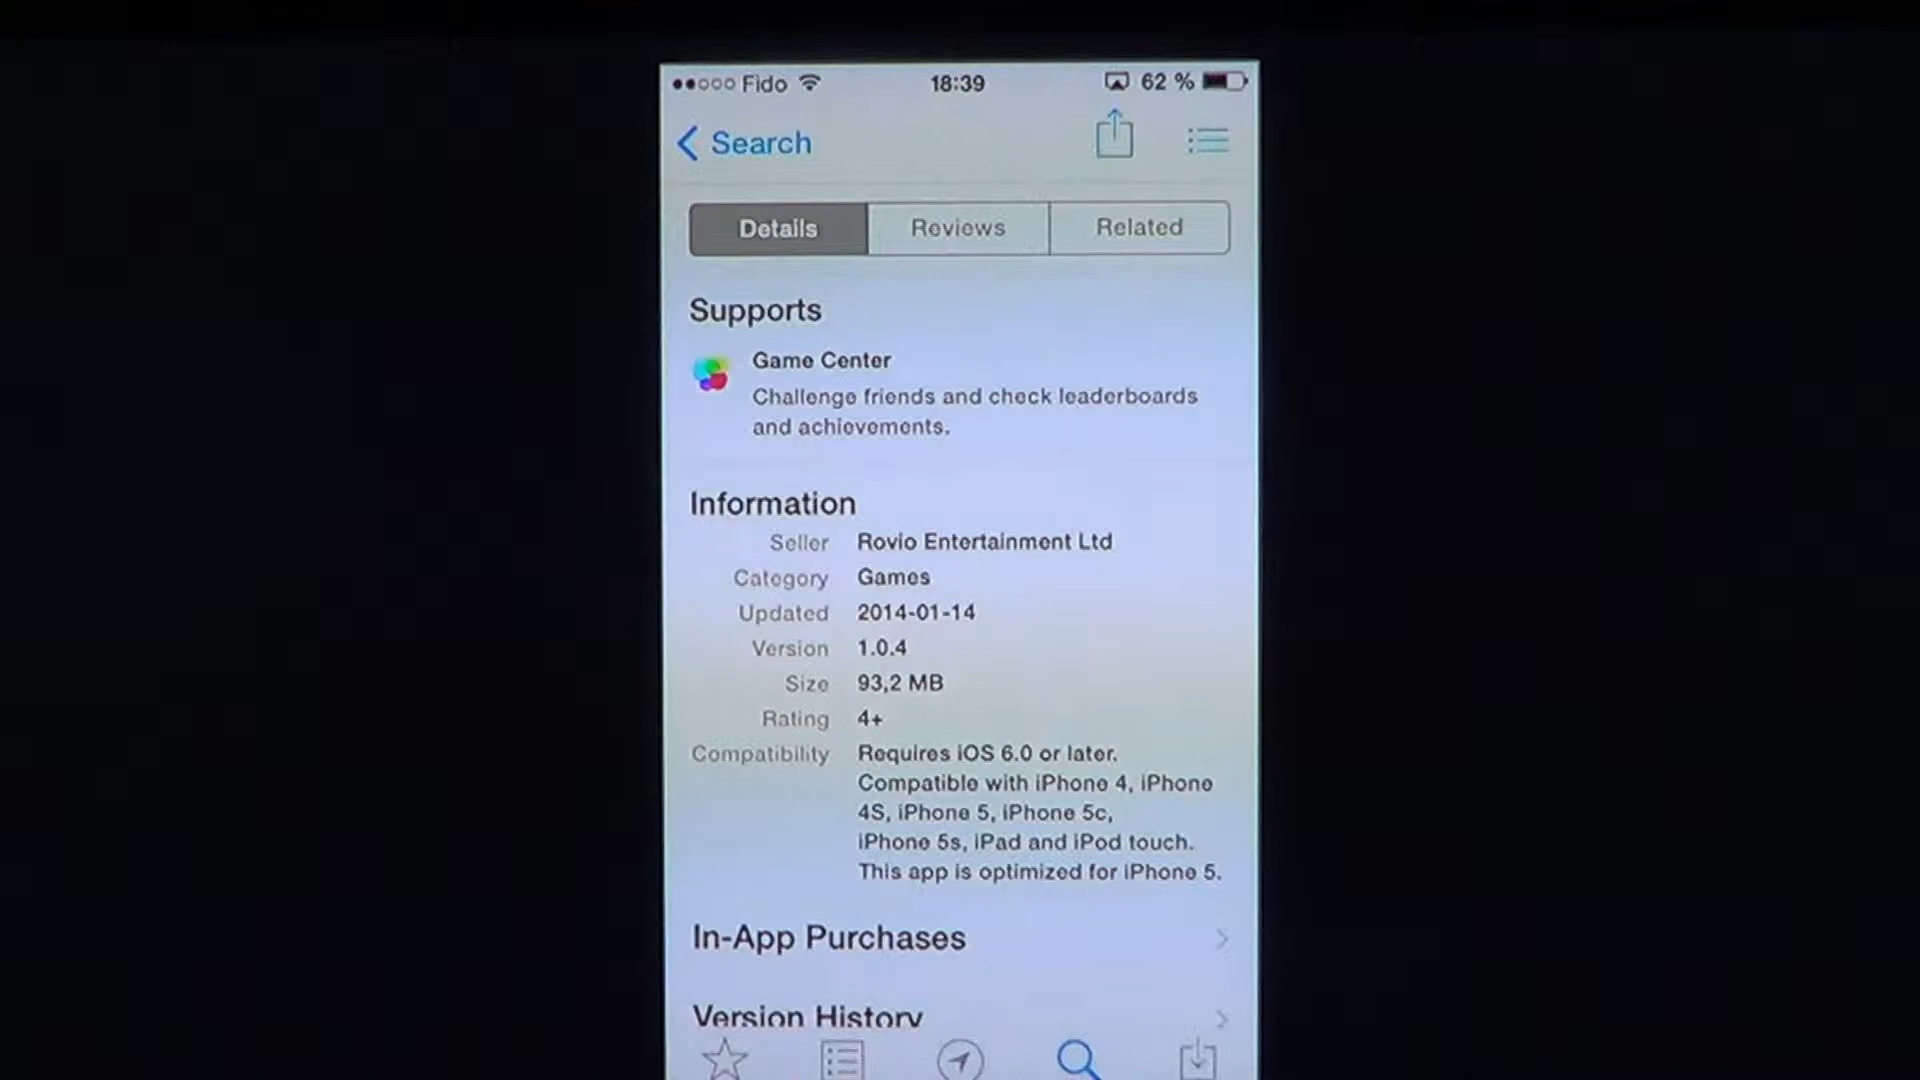 Fido 18:39 62 %
Search
Details Reviews Related
Supports
Game Center
Challenge friends and check leaderboards
and achievements.
Information
Seller Rovio Entertainment Ltd
Category Games
Updated 2014-01-14
Version 1.0.4
Size 93,2 MB
Rating 4+
Compatibility Requires iOS 6.0 or later.
Compatible with iPhone 4, iPhone
4S, iPhone 5, iPhone 5c,
iPhone 5s, iPad and iPod touch.
This app is optimized for iPhone 5.
In-App Purchases
Version History